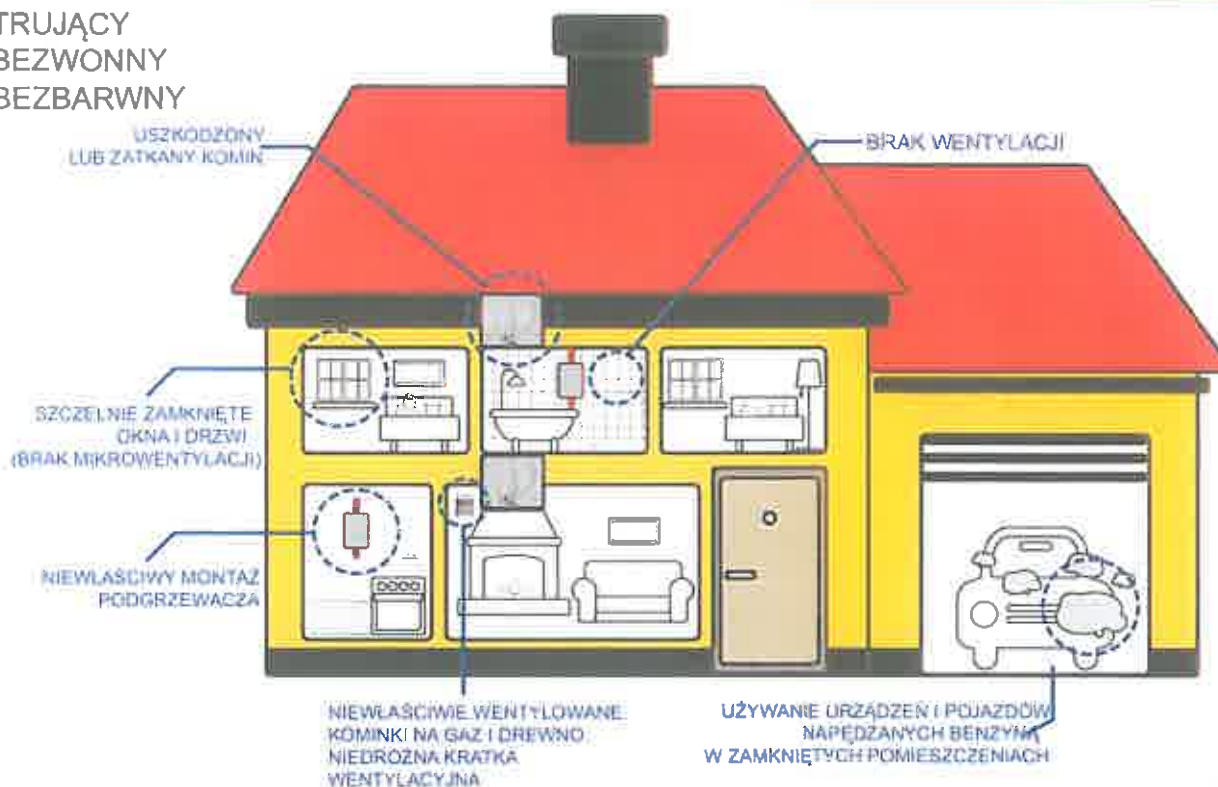 TRUJĄCY
BEZWONNY
BEZBARWNY
USZKODZONY
LUB ZATKANY KOMIN
BRAK WENTYLACJI
SZCZELNIE ZAMKNIĘTE
OKNA I DRZWI
(BRAK MIKROWENTYLACJI)
NIEWŁAŚCIWY MONTAŻ
PODGRZEWACZA
NIEWŁAŚCIWIE WENTYLOWANE
KOMINKI NA GAZ I DREWNO
NIEDROŻNA KRATKA
WENTYLACYJNA
UŻYWANIE URZĄDZEŃ I POJAZDÓW
NAPĘDZANYCH BENZYNĄ
W ZAMKNIĘTYCH POMIESZCZENIACH